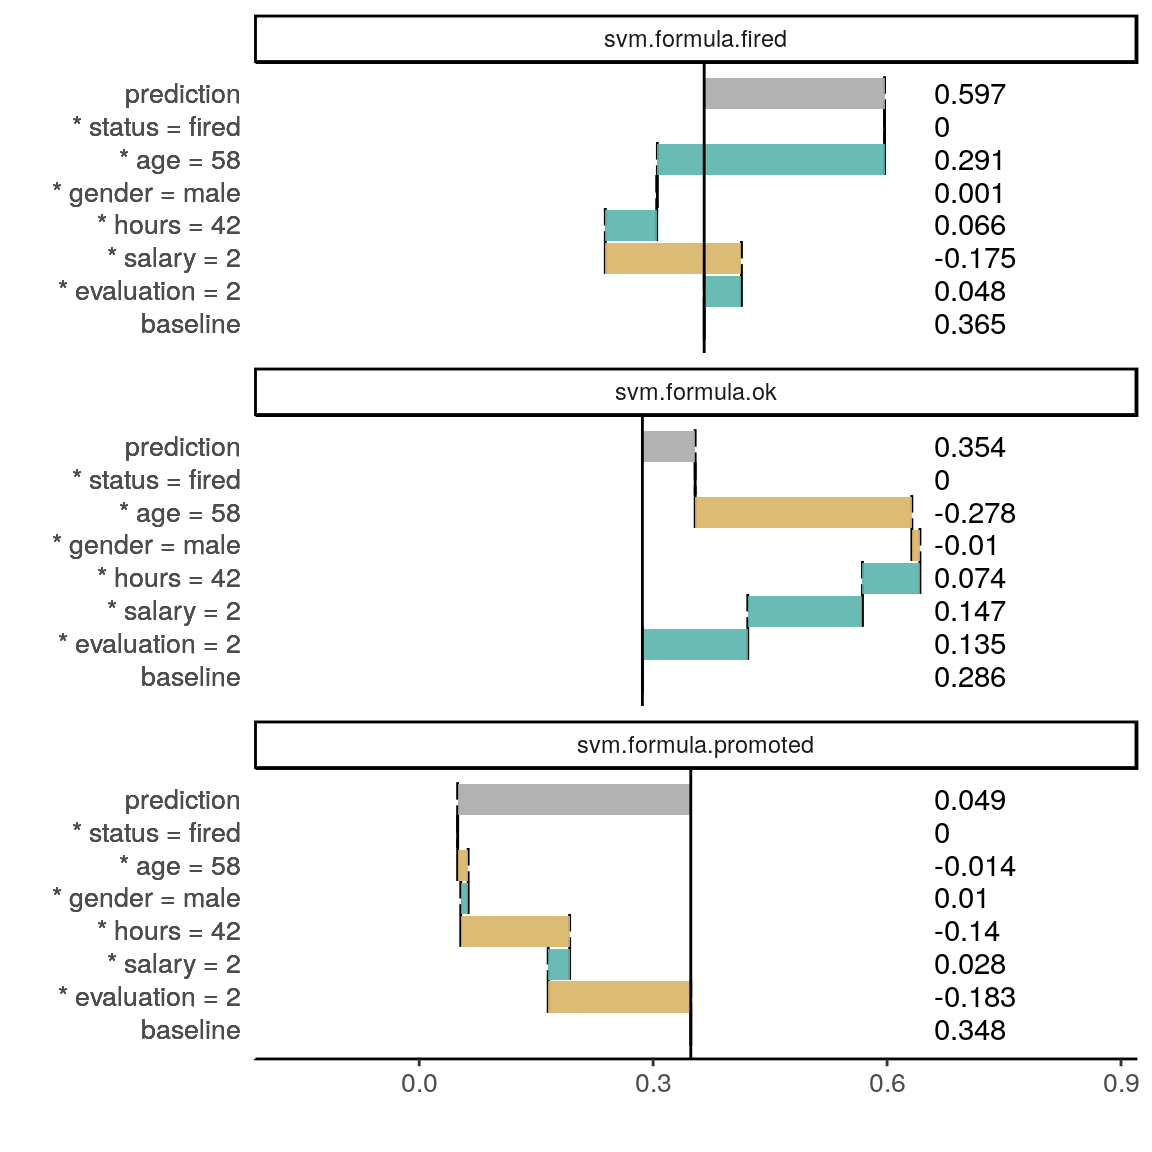 svm.formula.fired
prediction 0.597
* status = fired 0
* age = 58 0.291
* gender = male 0.001
* hours = 42 0.066
* salary = 2 -0.175
* evaluation = 2 0.048
baseline 0.365
svm.formula.ok
prediction 0.354
* status = fired 0
* age = 58 -0.278
* gender = male -0.01
* hours = 42 0.074
* salary = 2 0.147
* evaluation = 2 0.135
baseline 0.286
svm.formula.promoted
prediction 0.049
* status = fired 0
* age = 58 -0.014
* gender = male 0.01
* hours = 42 -0.14
* salary = 2 0.028
* evaluation = 2 -0.183
baseline 0.348
0.0 0.3 0.6 0.9